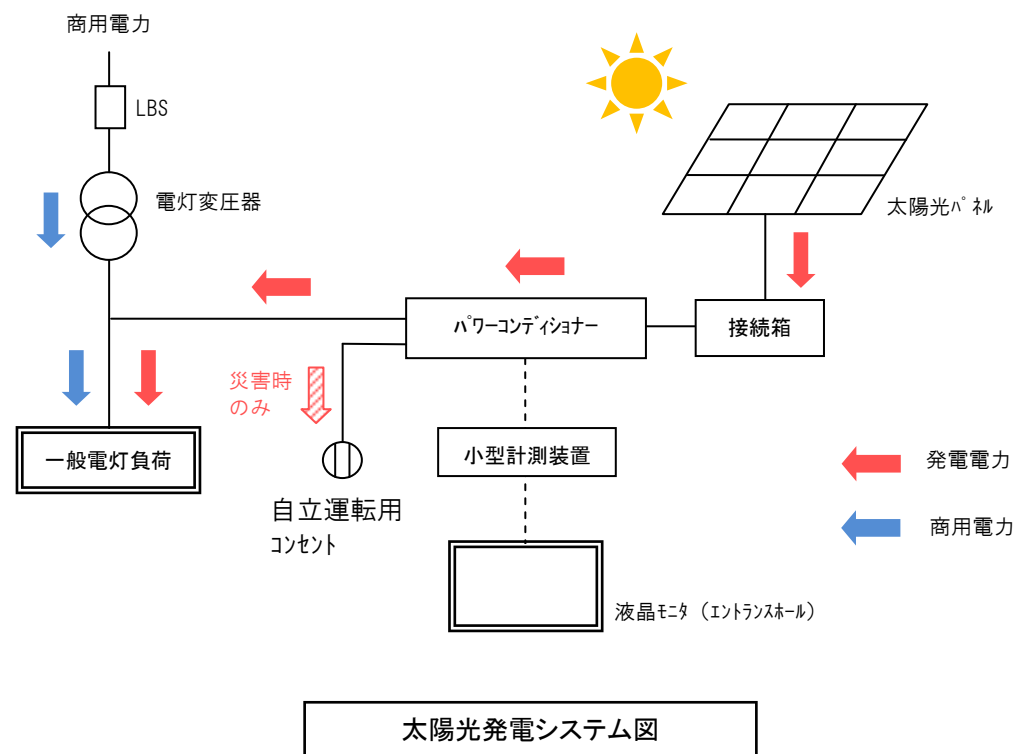 商用電力
LBS
電灯変圧器
太陽光ﾊﾟﾈﾙ
ﾊﾟﾜｰｺﾝﾃﾞｨｼｮﾅｰ
接続箱
災害時
のみ
一般電灯負荷
小型計測装置
発電電力
自立運転用
ｺﾝｾﾝﾄ
商用電力
液晶ﾓﾆﾀ（ｴﾝﾄﾗﾝｽﾎｰﾙ）
太陽光発電システム図